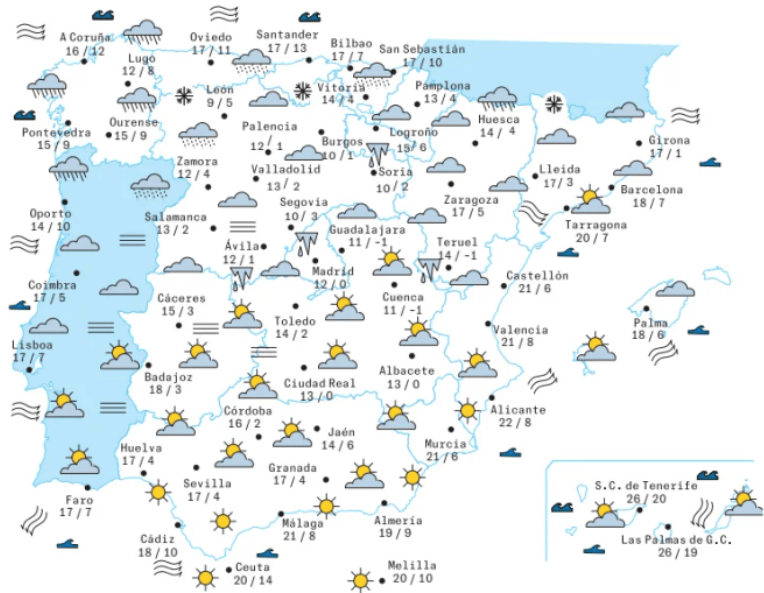 A Coruña
16 / 12
Lugo
12 / 8
Oviedo
17 / 11
Santander
17 / 13
Bilbao
17 / 7
San Sebastián
17 / 10
León
9 / 5
Vitoria
14 / 4
Pamplona
13 / 4
Pontevedra
15 / 9
Ourense
15 / 9
Palencia
12 / 1
Burgos
10 / 1
Logroño
15 / 6
Huesca
14 / 4
Girona
17 / 1
Zamora
12 / 4
Valladolid
13 / 2
Soria
10 / 2
Lleida
17 / 3
Barcelona
18 / 7
Oporto
14 / 10
Salamanca
13 / 2
Segovia
10 / 3
Zaragoza
17 / 5
Tarragona
20 / 7
Ávila
12 / 1
Guadalajara
11 / -1
Teruel
14 / -1
Coimbra
17 / 5
Madrid
12 / 0
Castellón
21 / 6
Cáceres
15 / 3
Cuenca
11 / -1
Toledo
14 / 2
Valencia
21 / 8
Palma
18 / 6
Lisboa
17 / 7
Badajoz
18 / 3
Ciudad Real
13 / 0
Albacete
13 / 0
Alicante
22 / 8
Córdoba
16 / 2
Jaén
14 / 6
Murcia
21 / 6
Huelva
17 / 4
Sevilla
17 / 4
Granada
17 / 4
Faro
17 / 7
Cádiz
18 / 10
Málaga
21 / 8
Almería
19 / 9
Ceuta
20 / 14
Melilla
20 / 10
S.C. de Tenerife
26 / 20
Las Palmas de G.C.
26 / 19